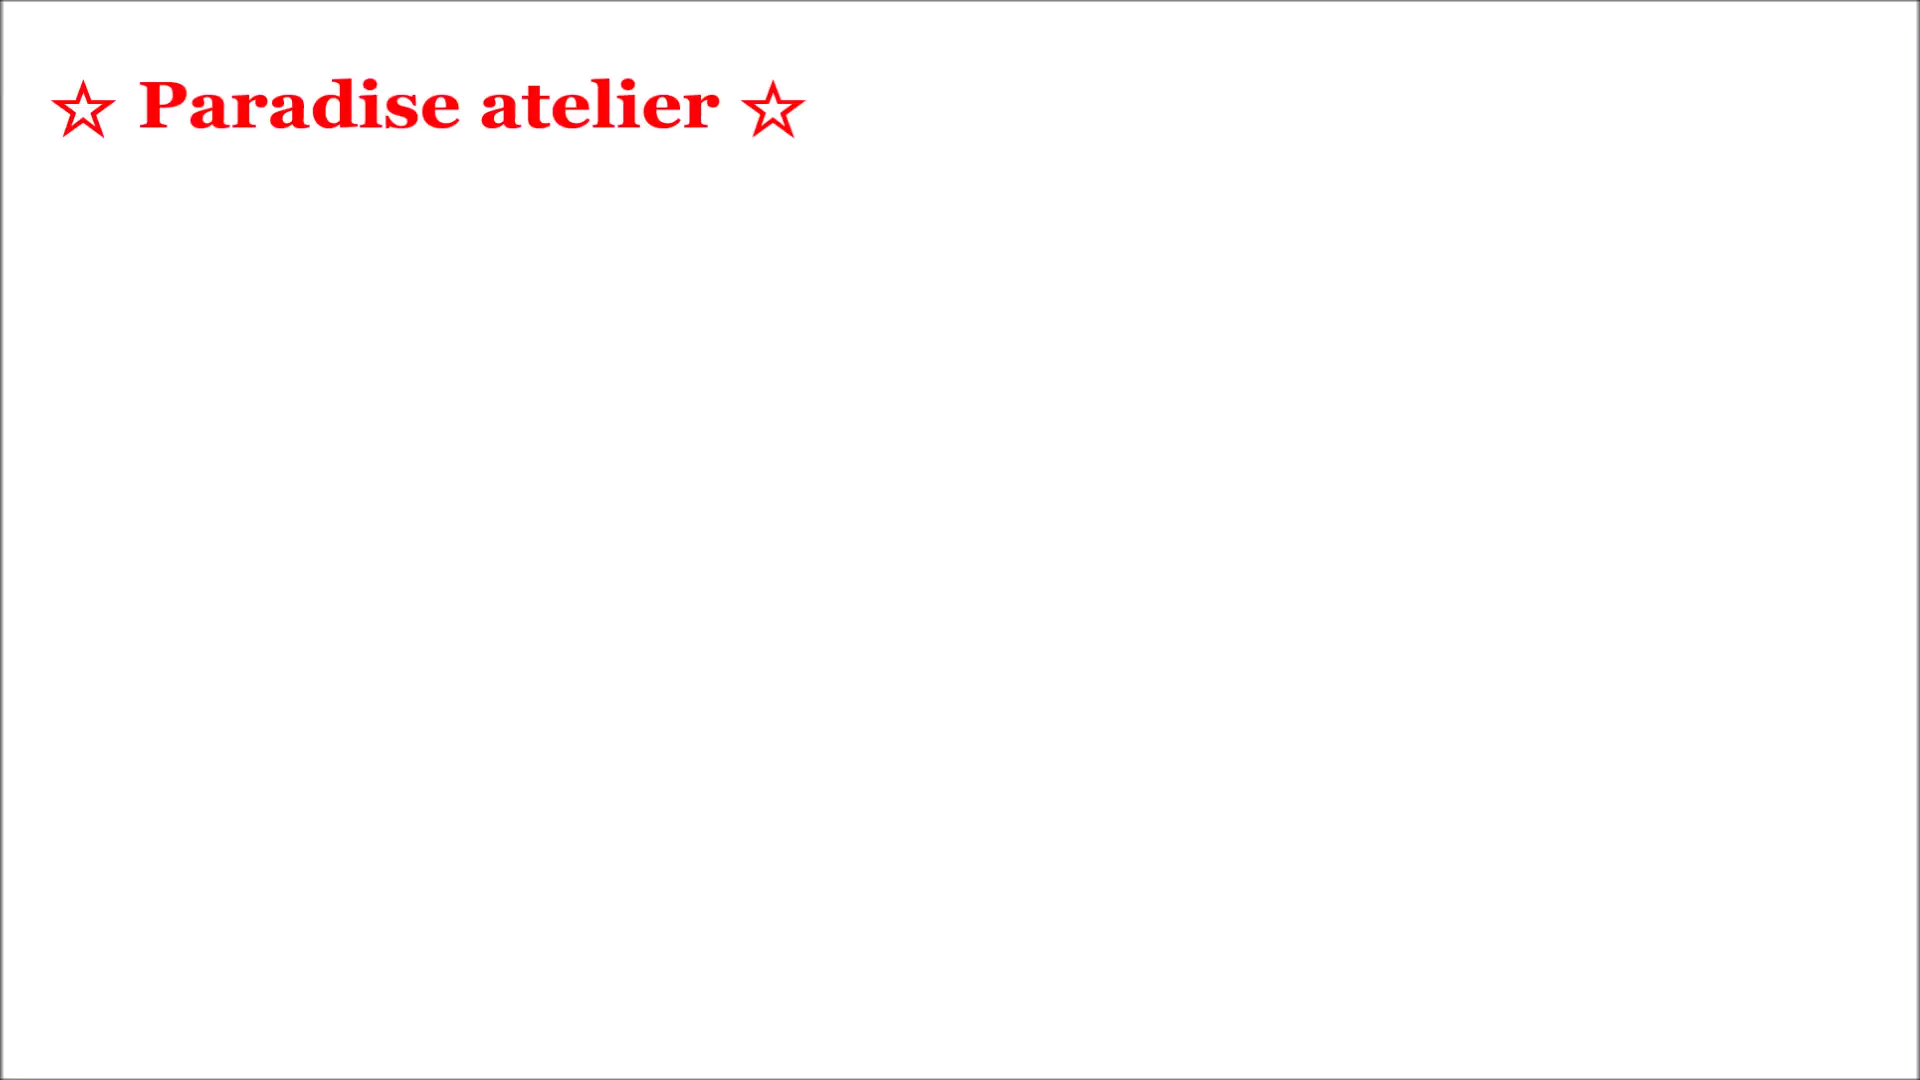 ☆ Paradise atelier ☆